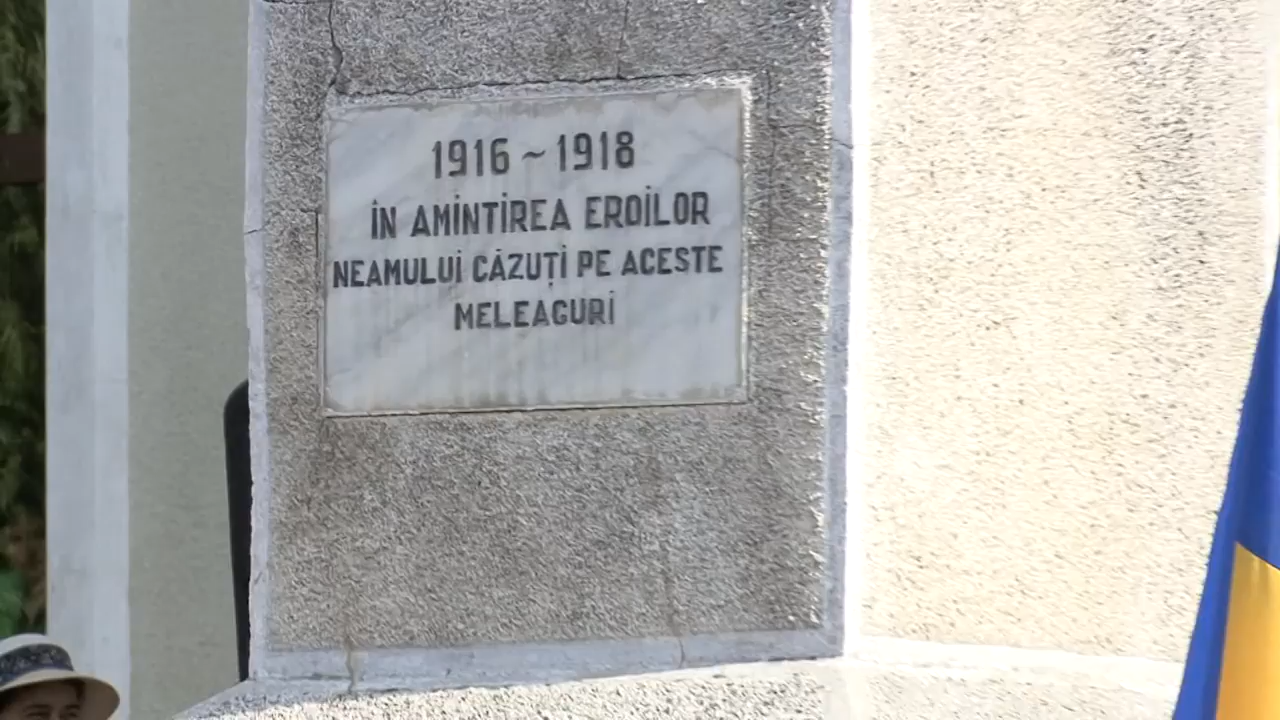 1916 ~ 1918
ÎN AMINTIREA EROILOR
NEAMULUI CĂZUȚI PE ACESTE
MELEAGURI